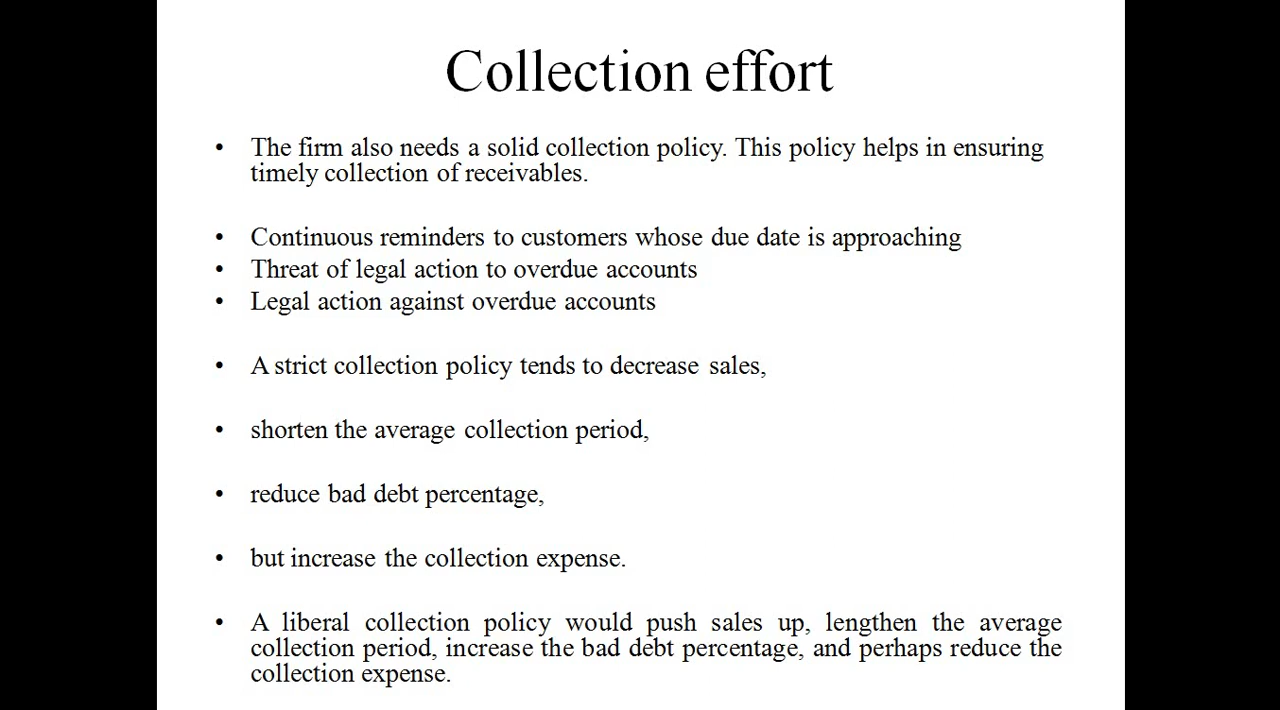 Collection effort
• The firm also needs a solid collection policy. This policy helps in ensuring
timely collection of receivables.
• Continuous reminders to customers whose due date is approaching
• Threat of legal action to overdue accounts
• Legal action against overdue accounts
• A strict collection policy tends to decrease sales,
• shorten the average collection period,
• reduce bad debt percentage,
• but increase the collection expense.
• A liberal collection policy would push sales up, lengthen the average
collection period, increase the bad debt percentage, and perhaps reduce the
collection expense.